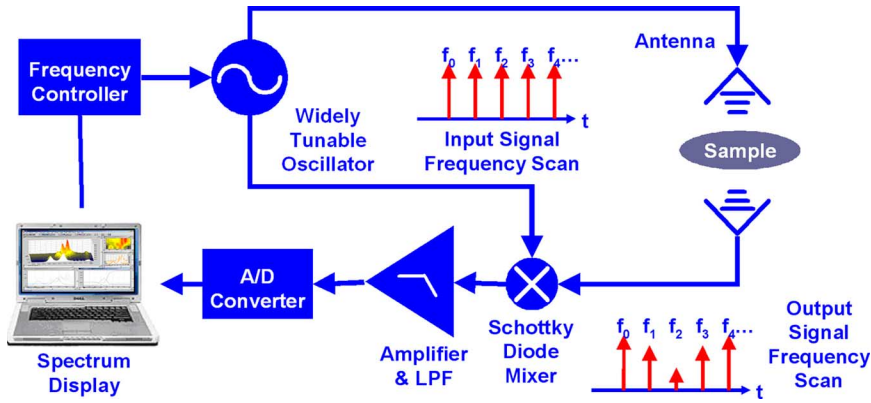 Frequency
Controller
Widely
Tunable
Oscillator
f0 f1 f2 f3 f4...
t
Input Signal
Frequency Scan
Antenna
Sample
A/D
Converter
Spectrum
Display
Amplifier
& LPF
Schottky
Diode
Mixer
f0 f1 f2 f3 f4...
t
Output
Signal
Frequency
Scan